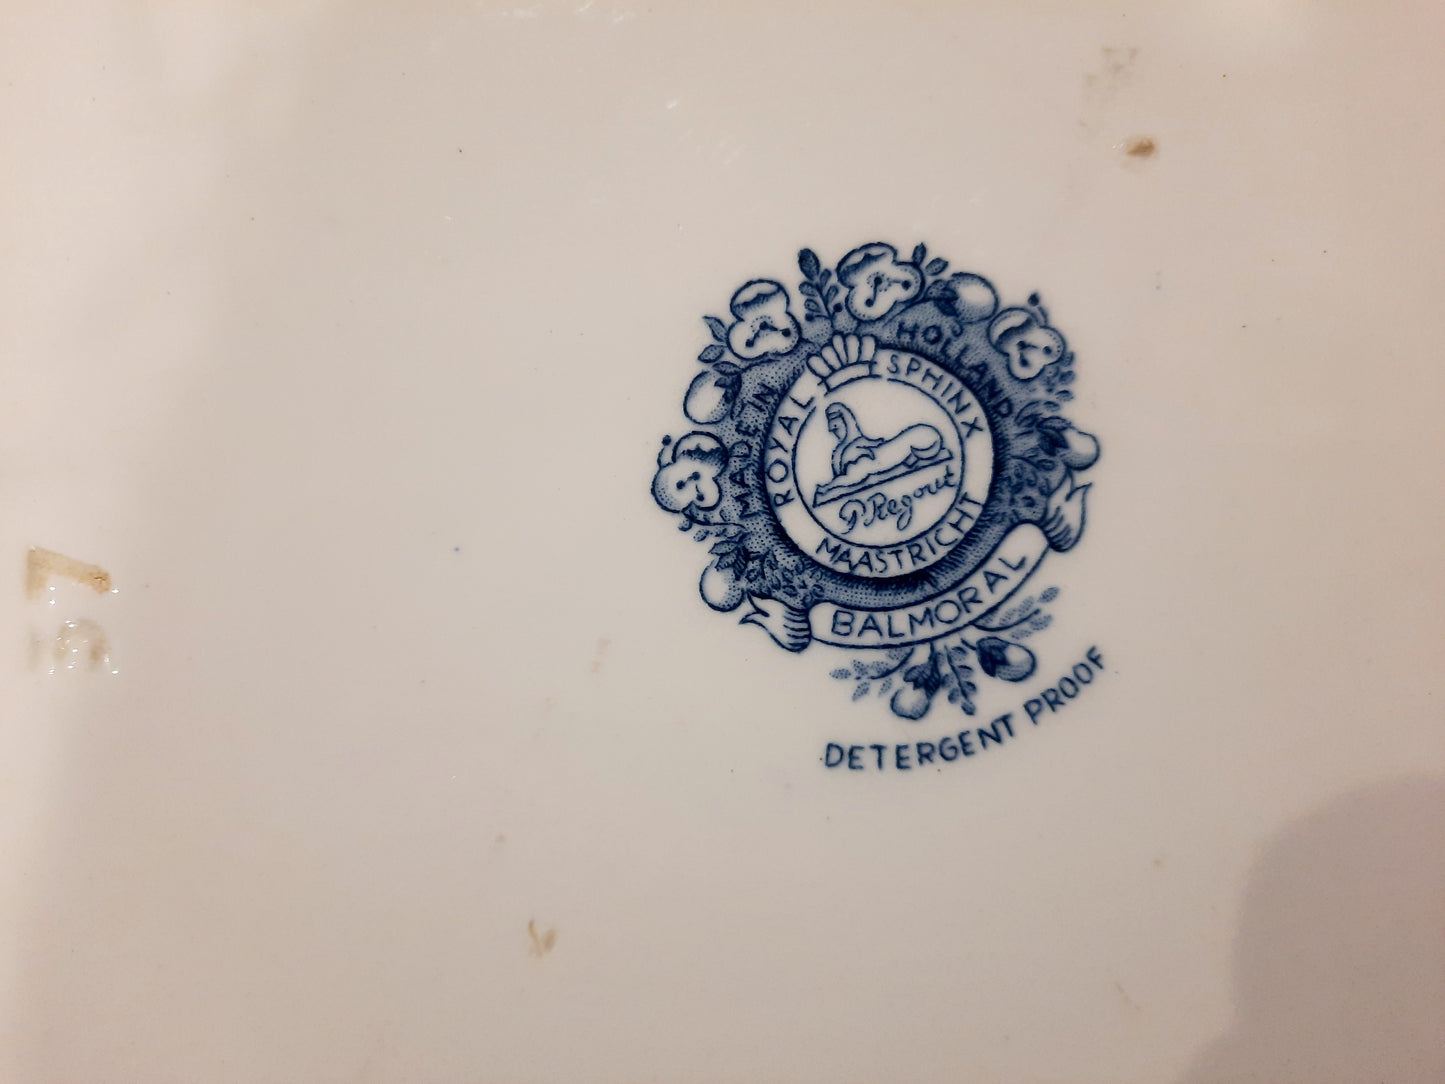 MADE IN HOLLAND
ROYAL SPHINX
P. Regout
MAASTRICHT
BALMORAL
DETERGENT PROOF